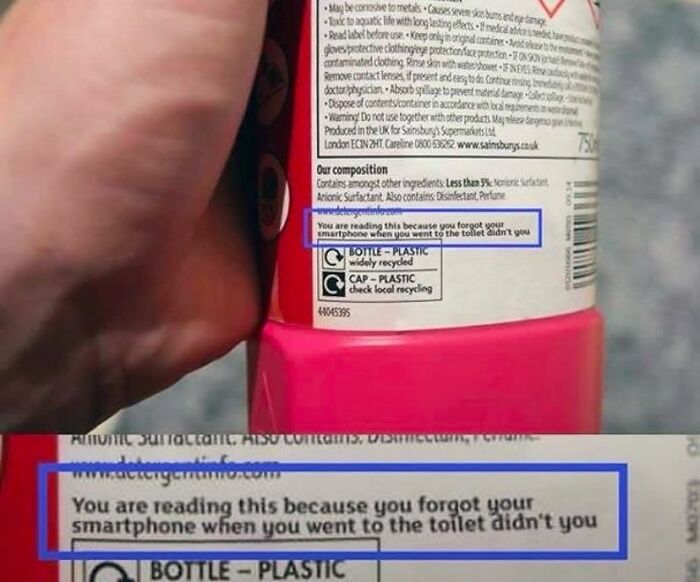 • May be corrosive to metals. • Causes severe skin burns and eye damage.
• Toxic to aquatic life with long lasting effects. • If medical advice is needed, have
• Read label before use. • Keep only in original container. • Avoid release to the environment.
gloves/protective clothing/eye protection/face protection. • IF ON SKIN
contaminated clothing. Rinse skin with water/shower. • IF IN EYES: Rinse cautiously with
Remove contact lenses, if present and easy to do. Continue rinsing. Immediately
doctor/physician. • Absorb spillage to prevent material damage. • Collect spillage.
• Dispose of contents/container in accordance with local requirements
• Warning! Do not use together with other products. May release dangerous gases
Produced in the UK for Sainsbury's Supermarkets Ltd,
London EC1N 2HT. Careline 0800 636262. www.sainsburys.co.uk
750
Our composition
Contains amongst other ingredients: Less than 5%: Nonionic Surfactant,
Anionic Surfactant. Also contains: Disinfectant, Perfume.
www.detergentinfo.com
You are reading this because you forgot your
smartphone when you went to the toilet didn't you
BOTTLE – PLASTIC
widely recycled
CAP – PLASTIC
check local recycling
44045395
Anionic Surfactant. Also contains: Disinfectant, Perfume.
www.detergentinfo.com
You are reading this because you forgot your
smartphone when you went to the toilet didn't you
BOTTLE – PLASTIC